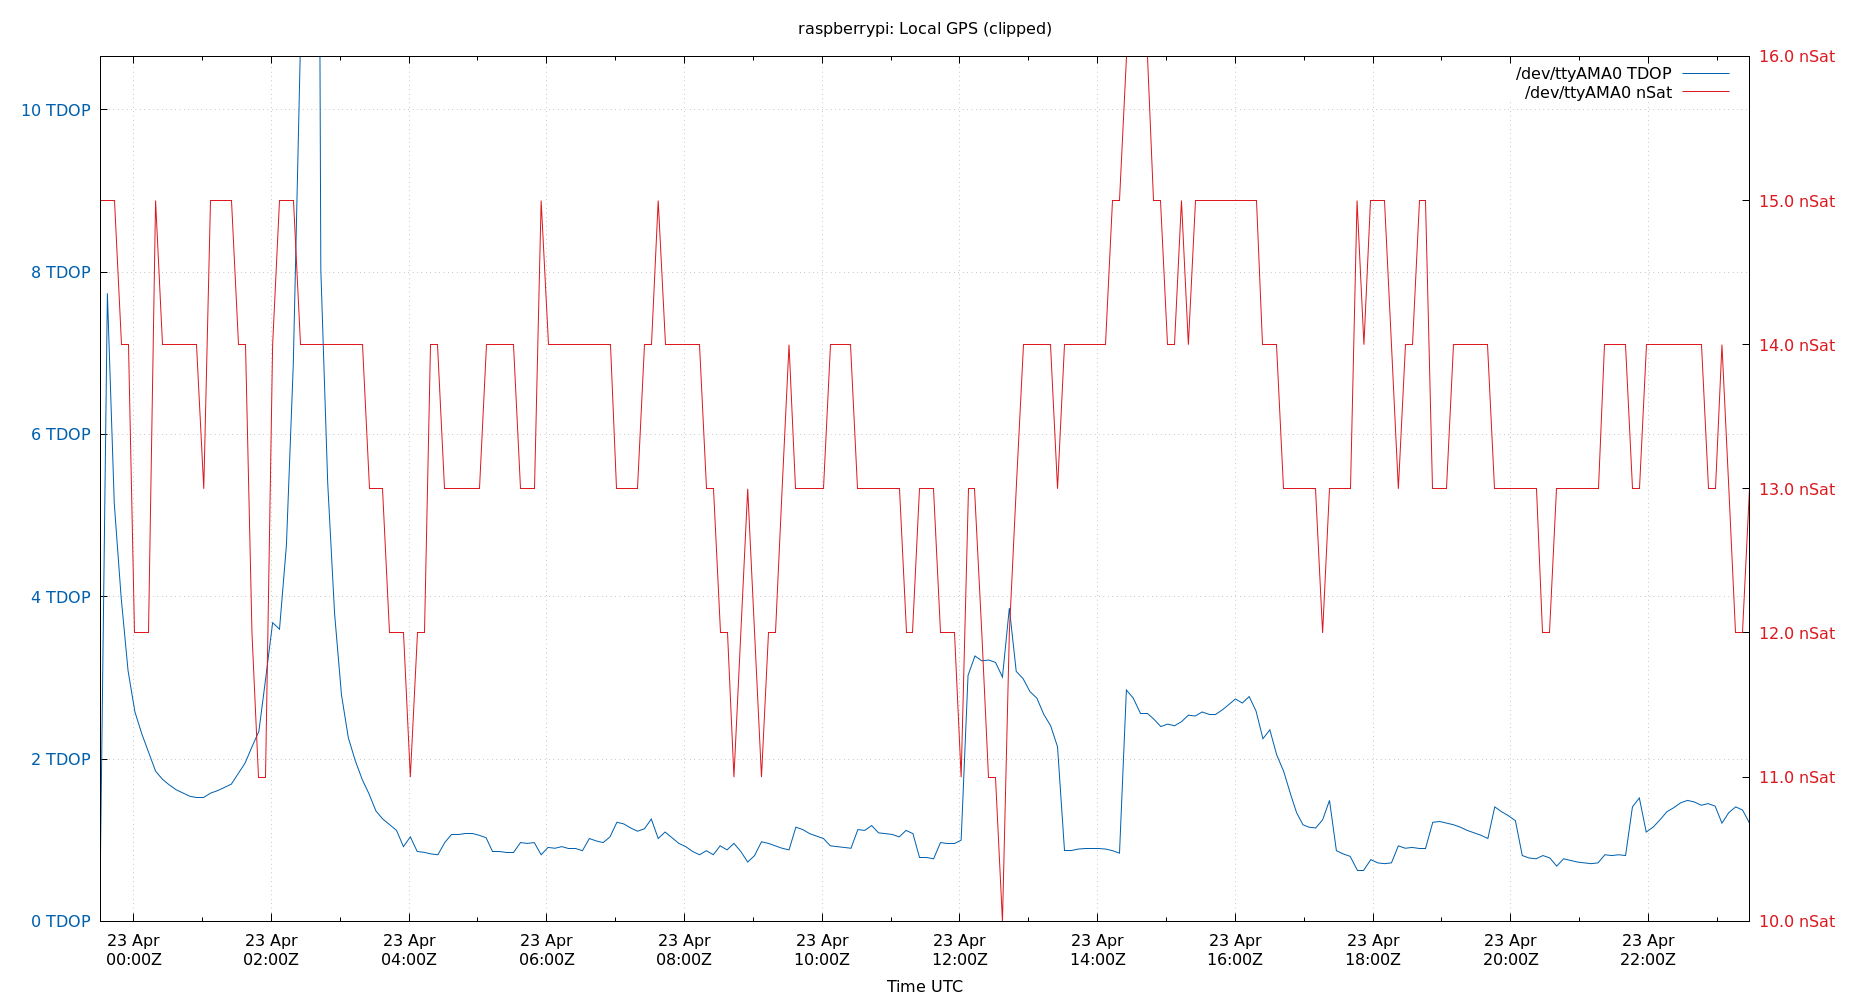 raspberrypi: Local GPS (clipped)
/dev/ttyAMA0 TDOP
/dev/ttyAMA0 nSat
10 TDOP
8 TDOP
6 TDOP
4 TDOP
2 TDOP
0 TDOP
16.0 nSat
15.0 nSat
14.0 nSat
13.0 nSat
12.0 nSat
11.0 nSat
10.0 nSat
23 Apr
00:00Z
23 Apr
02:00Z
23 Apr
04:00Z
23 Apr
06:00Z
23 Apr
08:00Z
23 Apr
10:00Z
23 Apr
12:00Z
23 Apr
14:00Z
23 Apr
16:00Z
23 Apr
18:00Z
23 Apr
20:00Z
23 Apr
22:00Z
Time UTC